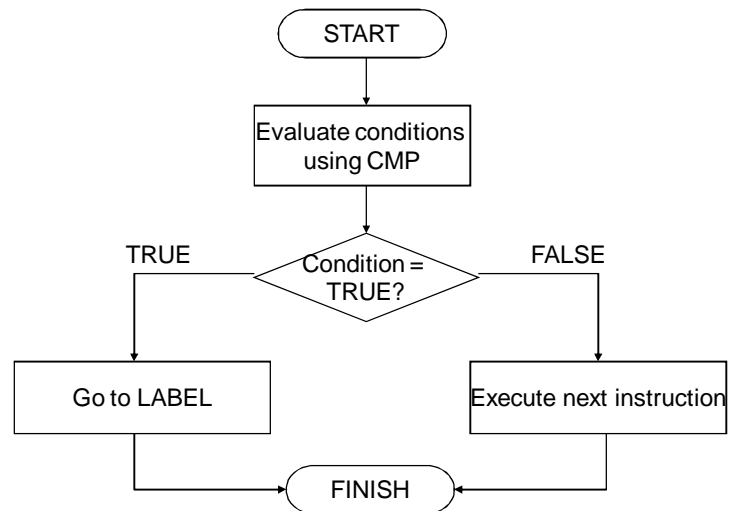 START
Evaluate conditions
using CMP
TRUE
Condition =
TRUE?
FALSE
Go to LABEL
Execute next instruction
FINISH